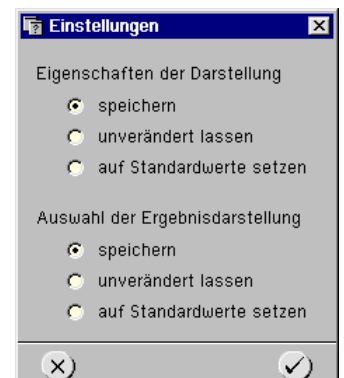 Einstellungen
Eigenschaften der Darstellung
speichern
unverändert lassen
auf Standardwerte setzen
Auswahl der Ergebnisdarstellung
speichern
unverändert lassen
auf Standardwerte setzen